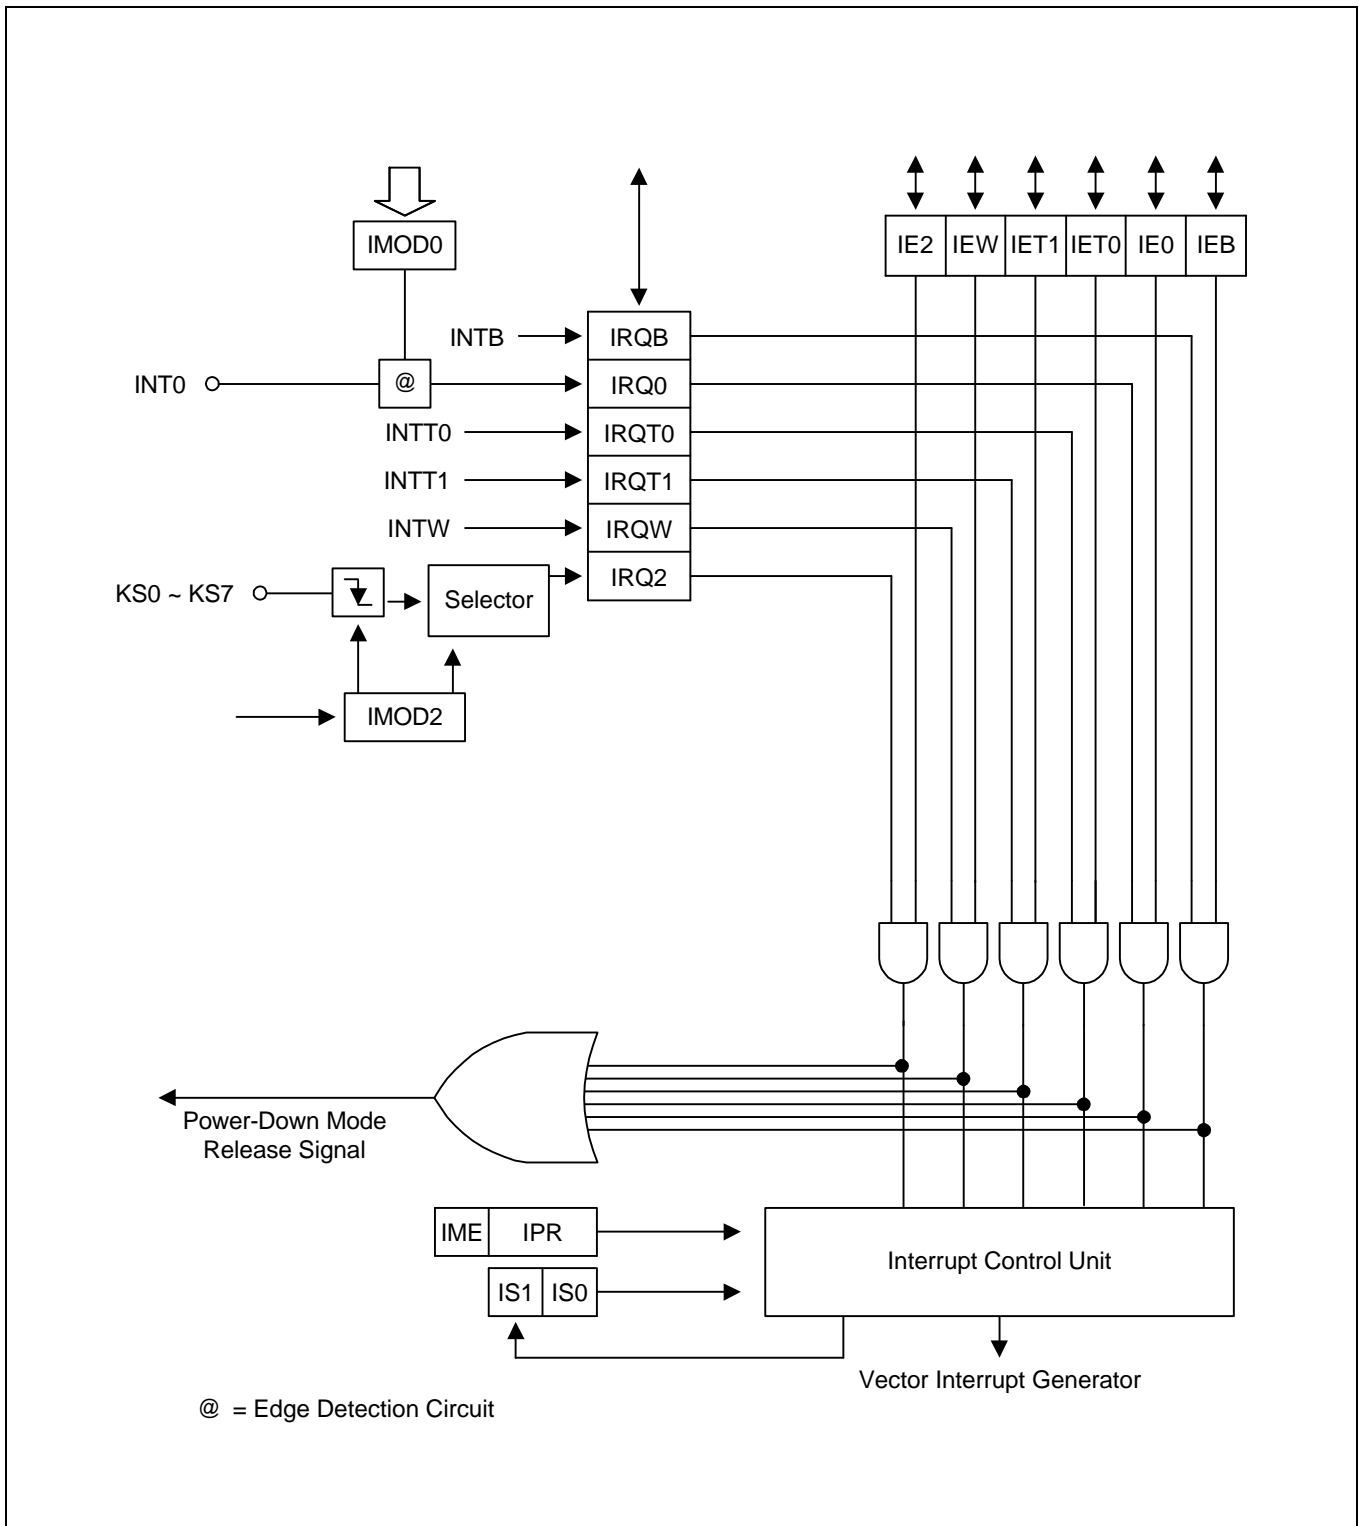 IMOD0
IE2 IEW IET1 IET0 IE0 IEB
INTB IRQB
INT0 @ IRQ0
INTT0 IRQT0
INTT1 IRQT1
INTW IRQW
KS0 ~ KS7 Selector IRQ2
IMOD2
Power-Down Mode
Release Signal
IME IPR
Interrupt Control Unit
IS1 IS0
Vector Interrupt Generator
@ = Edge Detection Circuit